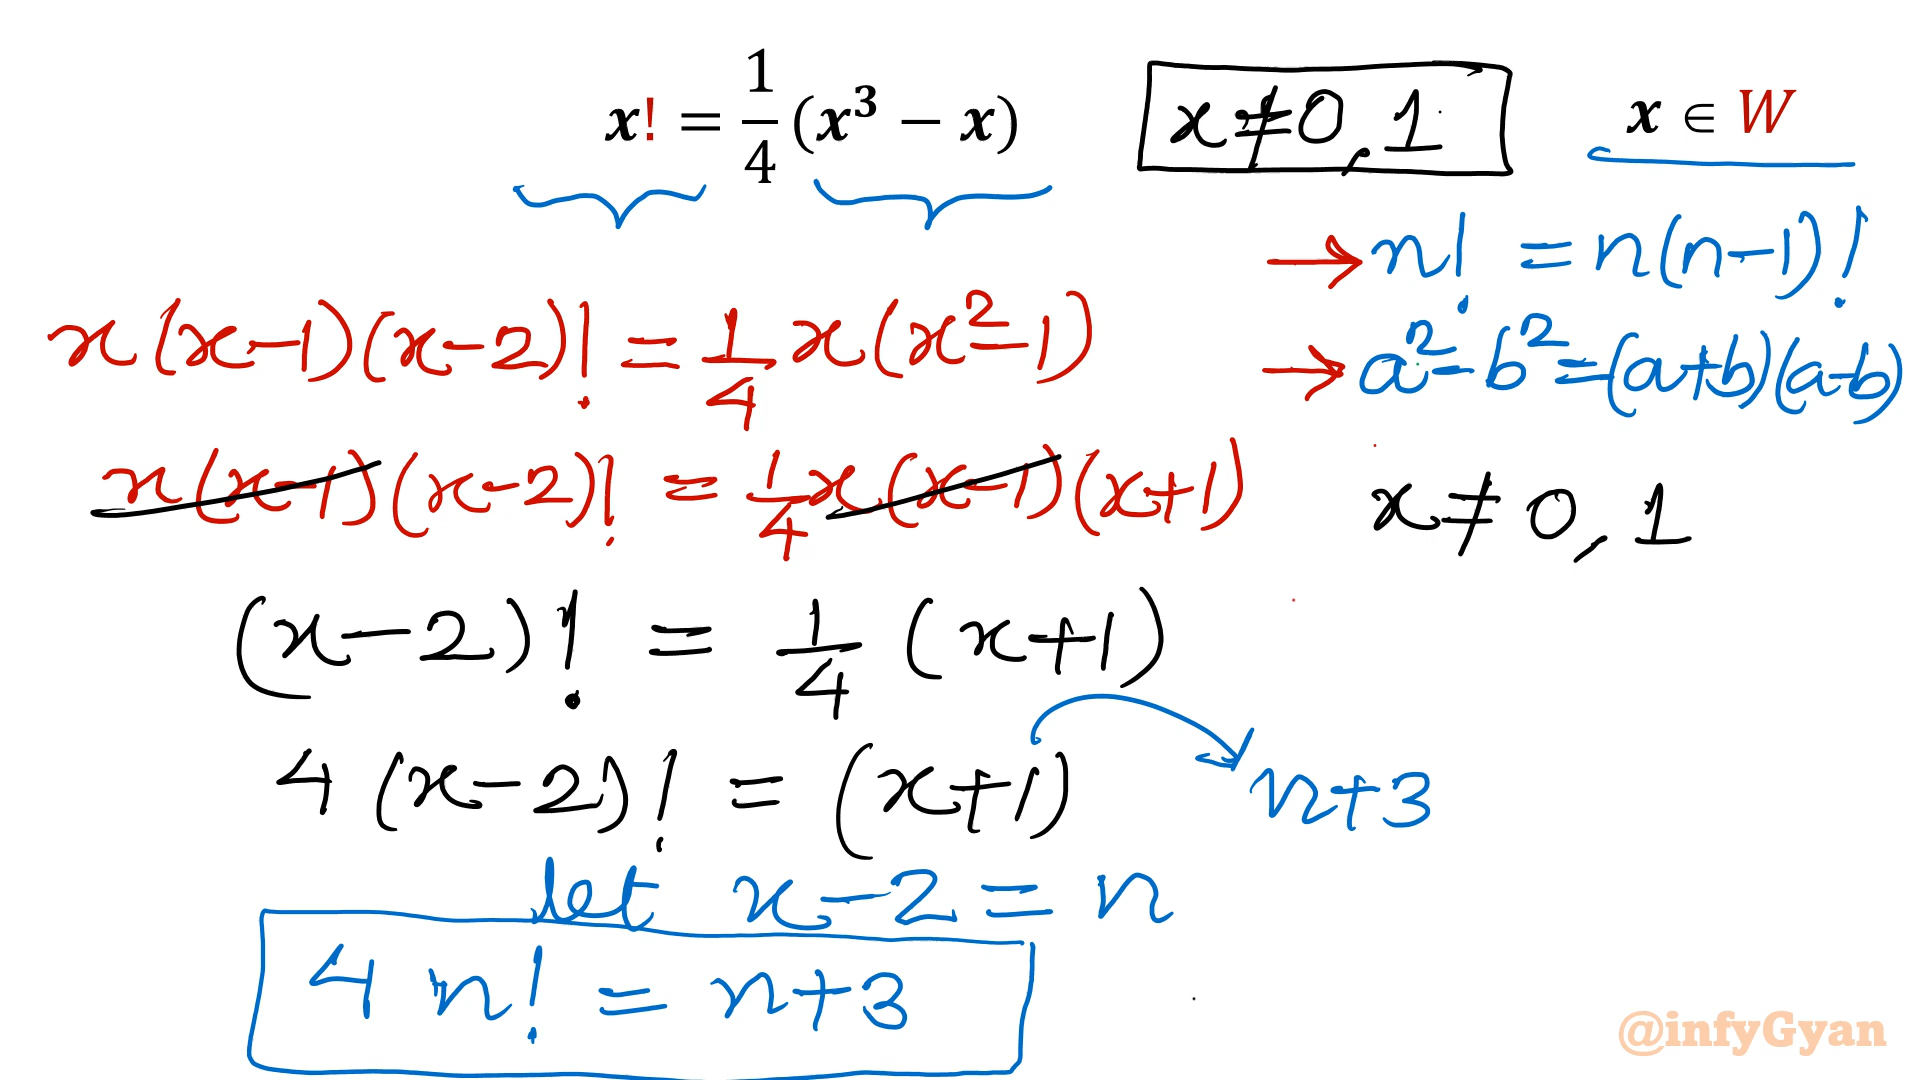 x! = 1/4 (x³ − x)
x ≠ 0, 1
x ∈ W
→ n! = n(n-1)!
x(x-1)(x-2)! = 1/4 x(x²-1)
→ a²-b² = (a+b)(a-b)
x(x-1)(x-2)! = 1/4 x(x-1)(x+1)
x ≠ 0, 1
(x-2)! = 1/4 (x+1)
4(x-2)! = (x+1)
n+3
let x-2 = n
4 n! = n+3
@infyGyan